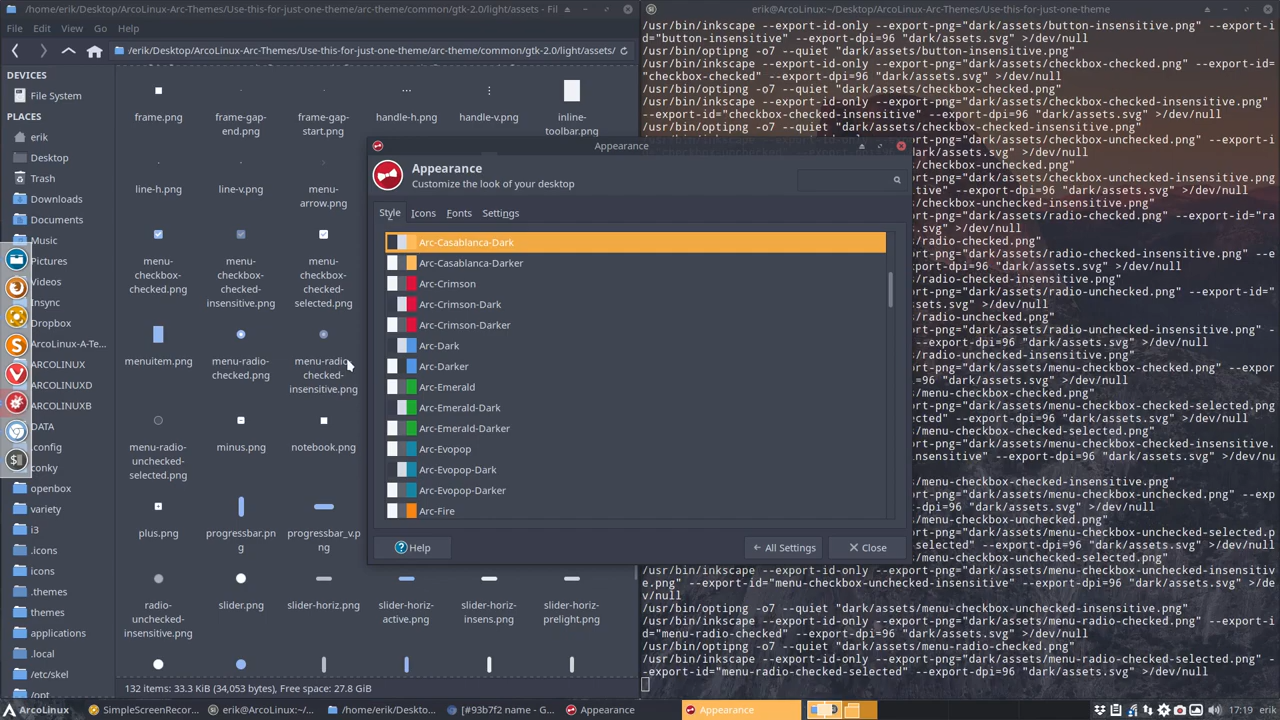 /home/erik/Desktop/ArcoLinux-Arc-Themes/Use-this-for-just-one-theme/arc-theme/common/gtk-2.0/light/assets - Fil
File Edit View Go Help
/erik/Desktop/ArcoLinux-Arc-Themes/Use-this-for-just-one-theme/arc-theme/common/gtk-2.0/light/assets/
DEVICES
File System
PLACES
erik
Desktop
Trash
Downloads
Documents
Music
Pictures
Videos
Insync
Dropbox
ArcoLinux-A-Te...
ARCOLINUX
ARCOLINUXD
ARCOLINUXB
DATA
.config
conky
openbox
variety
i3
.icons
icons
.themes
themes
applications
.local
/etc/skel
/opt
frame.png
frame-gap-
end.png
frame-gap-
start.png
handle-h.png
handle-v.png
inline-
toolbar.png
line-h.png
line-v.png
menu-
arrow.png
menu-
checkbox-
checked.png
menu-
checkbox-
insensitive.png
menu-
checkbox-
selected.png
menuitem.png
menu-radio-
checked.png
menu-radio-
checked-
insensitive.png
menu-radio-
unchecked-
selected.png
minus.png
notebook.png
plus.png
progressbar.pn
g
progressbar_v.p
ng
radio-
unchecked-
insensitive.png
slider.png
slider-horiz.png
slider-horiz-
active.png
slider-horiz-
insens.png
slider-horiz-
prelight.png
132 items: 33.3 KiB (34,053 bytes), Free space: 27.8 GiB
Appearance
Appearance
Customize the look of your desktop
Style Icons Fonts Settings
Arc-Casablanca-Dark
Arc-Casablanca-Darker
Arc-Crimson
Arc-Crimson-Dark
Arc-Crimson-Darker
Arc-Dark
Arc-Darker
Arc-Emerald
Arc-Emerald-Dark
Arc-Emerald-Darker
Arc-Evopop
Arc-Evopop-Dark
Arc-Evopop-Darker
Arc-Fire
Help All Settings Close
erik@ArcoLinux:~/Desktop/ArcoLinux-Arc-Themes/Use-this-for-just-one-theme
/usr/bin/inkscape --export-id-only --export-png="dark/assets/button-insensitive.png" --export-i
d="button-insensitive" --export-dpi=96 "dark/assets.svg" >/dev/null
/usr/bin/optipng -o7 --quiet "dark/assets/button-insensitive.png"
/usr/bin/inkscape --export-id-only --export-png="dark/assets/checkbox-checked.png" --export-id=
"checkbox-checked" --export-dpi=96 "dark/assets.svg" >/dev/null
/usr/bin/optipng -o7 --quiet "dark/assets/checkbox-checked.png"
/usr/bin/inkscape --export-id-only --export-png="dark/assets/checkbox-checked-insensitive.png"
--export-id="checkbox-checked-insensitive" --export-dpi=96 "dark/assets.svg" >/dev/null
/usr/bin/optipng -o7 --quiet "dark/assets/checkbox-checked-insensitive.png"
/usr/bin/inkscape --export-id-only --export-png="dark/assets/menu-checkbox-unchecked-insensitiv
e.png" --export-id="menu-checkbox-unchecked-insensitive" --export-dpi=96 "dark/assets.svg" >/de
v/null
/usr/bin/optipng -o7 --quiet "dark/assets/menu-checkbox-unchecked-insensitive.png"
/usr/bin/inkscape --export-id-only --export-png="dark/assets/menu-radio-checked.png" --export-i
d="menu-radio-checked" --export-dpi=96 "dark/assets.svg" >/dev/null
/usr/bin/optipng -o7 --quiet "dark/assets/menu-radio-checked.png"
/usr/bin/inkscape --export-id-only --export-png="dark/assets/menu-radio-checked-selected.png" -
-export-id="menu-radio-checked-selected" --export-dpi=96 "dark/assets.svg" >/dev/null
ArcoLinux SimpleScreenRecor... erik@ArcoLinux:~/De... /home/erik/Deskto... [#93b7f2 name - G... Appearance Appearance 17:19 erik